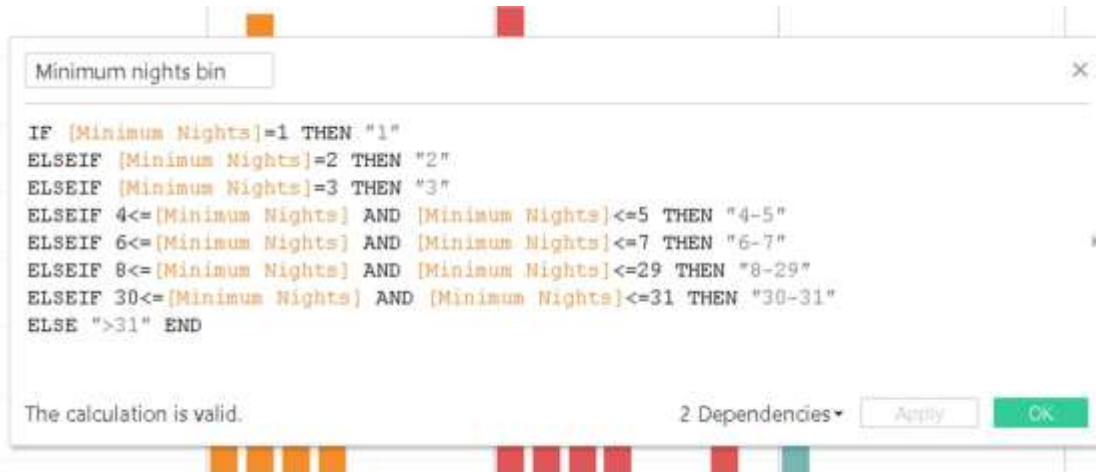 Minimum nights bin
IF [Minimum Nights]=1 THEN "1"
ELSEIF [Minimum Nights]=2 THEN "2"
ELSEIF [Minimum Nights]=3 THEN "3"
ELSEIF 4<=[Minimum Nights] AND [Minimum Nights]<=5 THEN "4-5"
ELSEIF 6<=[Minimum Nights] AND [Minimum Nights]<=7 THEN "6-7"
ELSEIF 8<=[Minimum Nights] AND [Minimum Nights]<=29 THEN "8-29"
ELSEIF 30<=[Minimum Nights] AND [Minimum Nights]<=31 THEN "30-31"
ELSE ">31" END
The calculation is valid. 2 Dependencies Apply OK